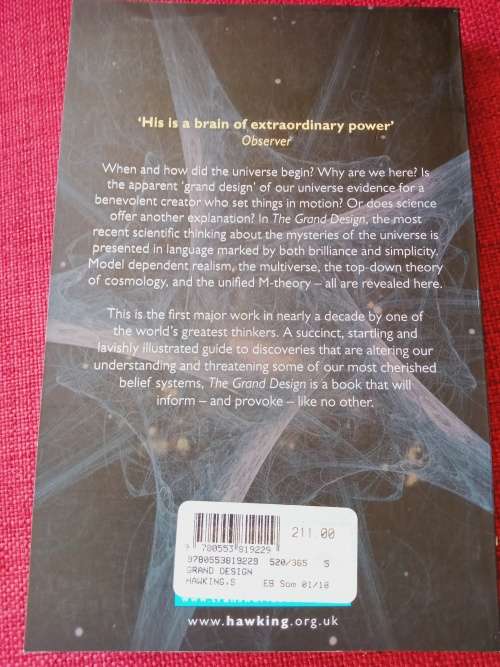 ‘His is a brain of extraordinary power’
Observer
When and how did the universe begin? Why are we here? Is
the apparent ‘grand design’ of our universe evidence for a
benevolent creator who set things in motion? Or does science
offer another explanation? In The Grand Design, the most
recent scientific thinking about the mysteries of the universe is
presented in language marked by both brilliance and simplicity.
Model dependent realism, the multiverse, the top-down theory
of cosmology, and the unified M-theory – all are revealed here.
This is the first major work in nearly a decade by one of
the world’s greatest thinkers. A succinct, startling and
lavishly illustrated guide to discoveries that are altering our
understanding and threatening some of our most cherished
belief systems, The Grand Design is a book that will
inform – and provoke – like no other.
211.00
9 780553 819229
9780553819229 520/365 S
GRAND DESIGN
HAWKING,S EB Som 01/18
www.hawking.org.uk